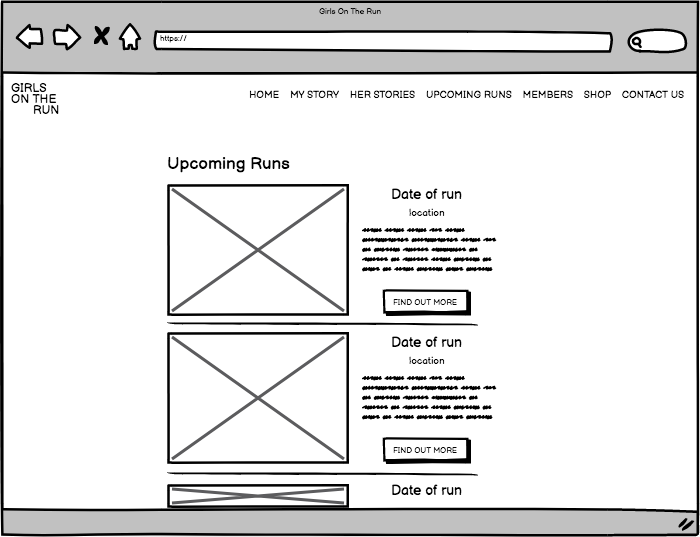 Girls On The Run
https://
GIRLS
ON THE
RUN
HOME MY STORY HER STORIES UPCOMING RUNS MEMBERS SHOP CONTACT US
Upcoming Runs
Date of run
location
FIND OUT MORE
Date of run
location
FIND OUT MORE
Date of run